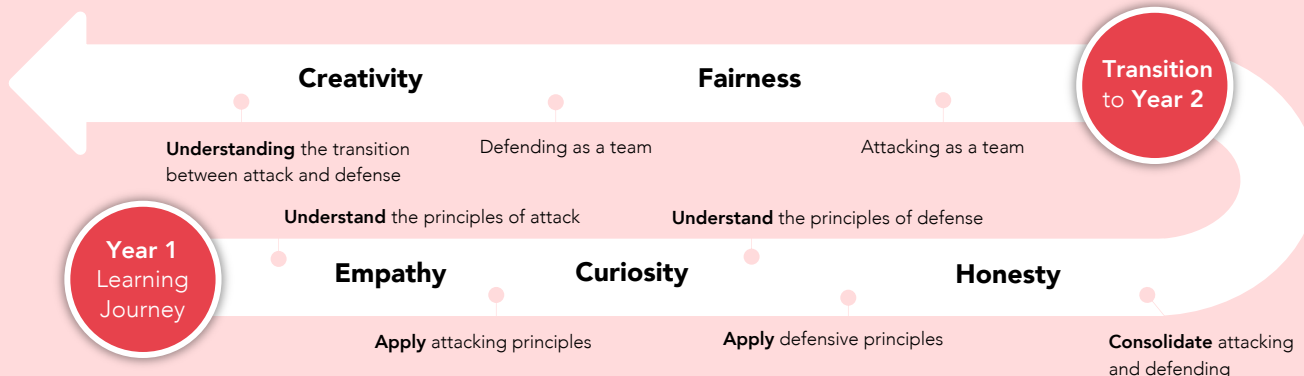 Creativity
Fairness
Transition
to Year 2
Understanding the transition
between attack and defense
Defending as a team
Attacking as a team
Understand the principles of attack
Understand the principles of defense
Year 1
Learning
Journey
Empathy
Curiosity
Honesty
Apply attacking principles
Apply defensive principles
Consolidate attacking
and defending